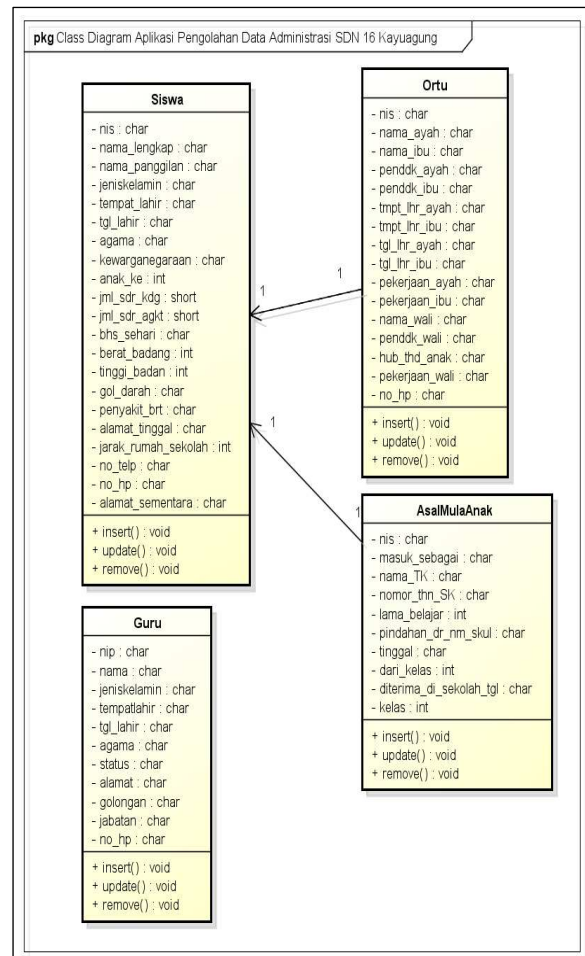 pkg Class Diagram Aplikasi Pengolahan Data Administrasi SDN 16 Kayuagung
Siswa
- nis : char
- nama_lengkap : char
- nama_panggilan : char
- jeniskelamin : char
- tempat_lahir : char
- tgl_lahir : char
- agama : char
- kewarganegaraan : char
- anak_ke : int
- jml_sdr_kdg : short
- jml_sdr_agkt : short
- bhs_sehari : char
- berat_badang : int
- tinggi_badan : int
- gol_darah : char
- penyakit_brt : char
- alamat_tinggal : char
- jarak_rumah_sekolah : int
- no_telp : char
- no_hp : char
- alamat_sementara : char
+ insert() : void
+ update() : void
+ remove() : void
Ortu
- nis : char
- nama_ayah : char
- nama_ibu : char
- penddk_ayah : char
- penddk_ibu : char
- tmpt_lhr_ayah : char
- tmpt_lhr_ibu : char
- tgl_lhr_ayah : char
- tgl_lhr_ibu : char
- pekerjaan_ayah : char
- pekerjaan_ibu : char
- nama_wali : char
- penddk_wali : char
- hub_thd_anak : char
- pekerjaan_wali : char
- no_hp : char
+ insert() : void
+ update() : void
+ remove() : void
1
1
1
1
AsalMulaAnak
- nis : char
- masuk_sebagai : char
- nama_TK : char
- nomor_thn_SK : char
- lama_belajar : int
- pindahan_dr_nm_skul : char
- tinggal : char
- dari_kelas : int
- diterima_di_sekolah_tgl : char
- kelas : int
+ insert() : void
+ update() : void
+ remove() : void
Guru
- nip : char
- nama : char
- jeniskelamin : char
- tempatlahir : char
- tgl_lahir : char
- agama : char
- status : char
- alamat : char
- golongan : char
- jabatan : char
- no_hp : char
+ insert() : void
+ update() : void
+ remove() : void